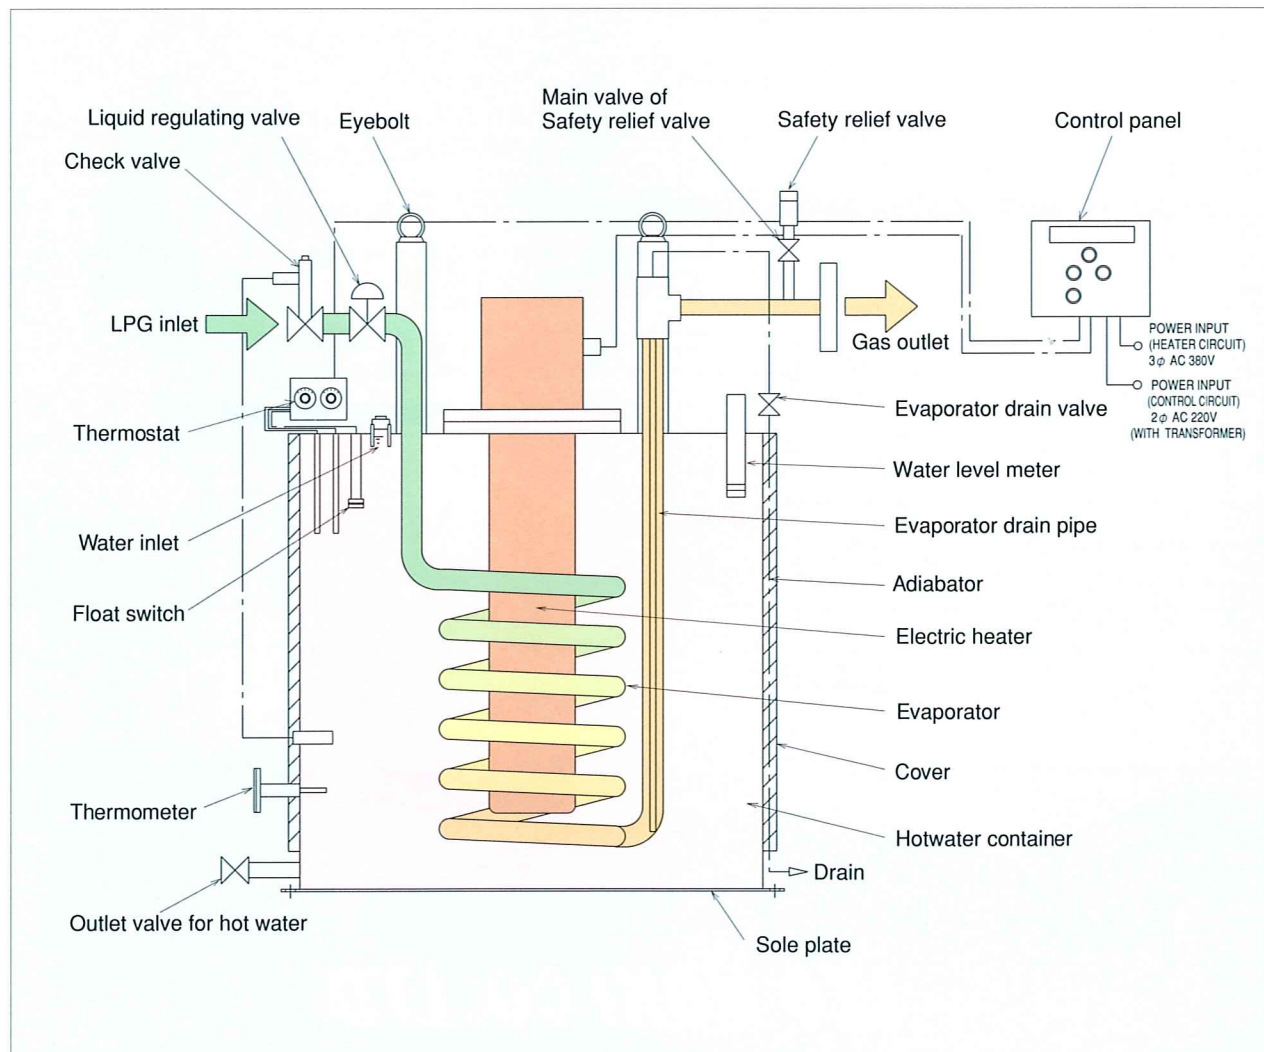 Main valve of
Safety relief valve
Safety relief valve
Control panel
Liquid regulating valve
Eyebolt
Check valve
LPG inlet
Gas outlet
POWER INPUT
(HEATER CIRCUIT)
3φ AC 380V
POWER INPUT
(CONTROL CIRCUIT)
2φ AC 220V
(WITH TRANSFORMER)
Thermostat
Evaporator drain valve
Water level meter
Evaporator drain pipe
Water inlet
Adiabator
Float switch
Electric heater
Evaporator
Cover
Thermometer
Hotwater container
Drain
Outlet valve for hot water
Sole plate